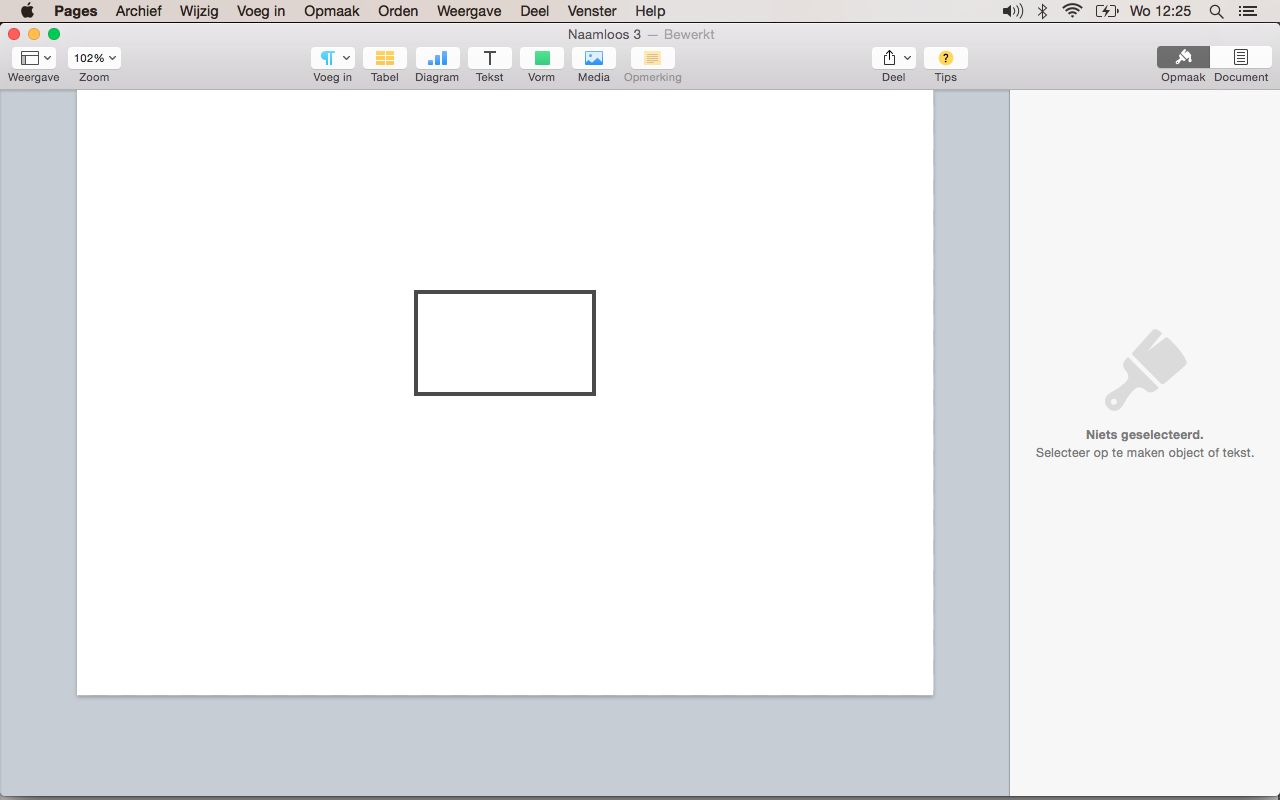 Pages Archief Wijzig Voeg in Opmaak Orden Weergave Deel Venster Help Wo 12:25
Naamloos 3 — Bewerkt
102%
Weergave Zoom Voeg in Tabel Diagram Tekst Vorm Media Opmerking Deel Tips Opmaak Document
Niets geselecteerd.
Selecteer op te maken object of tekst.